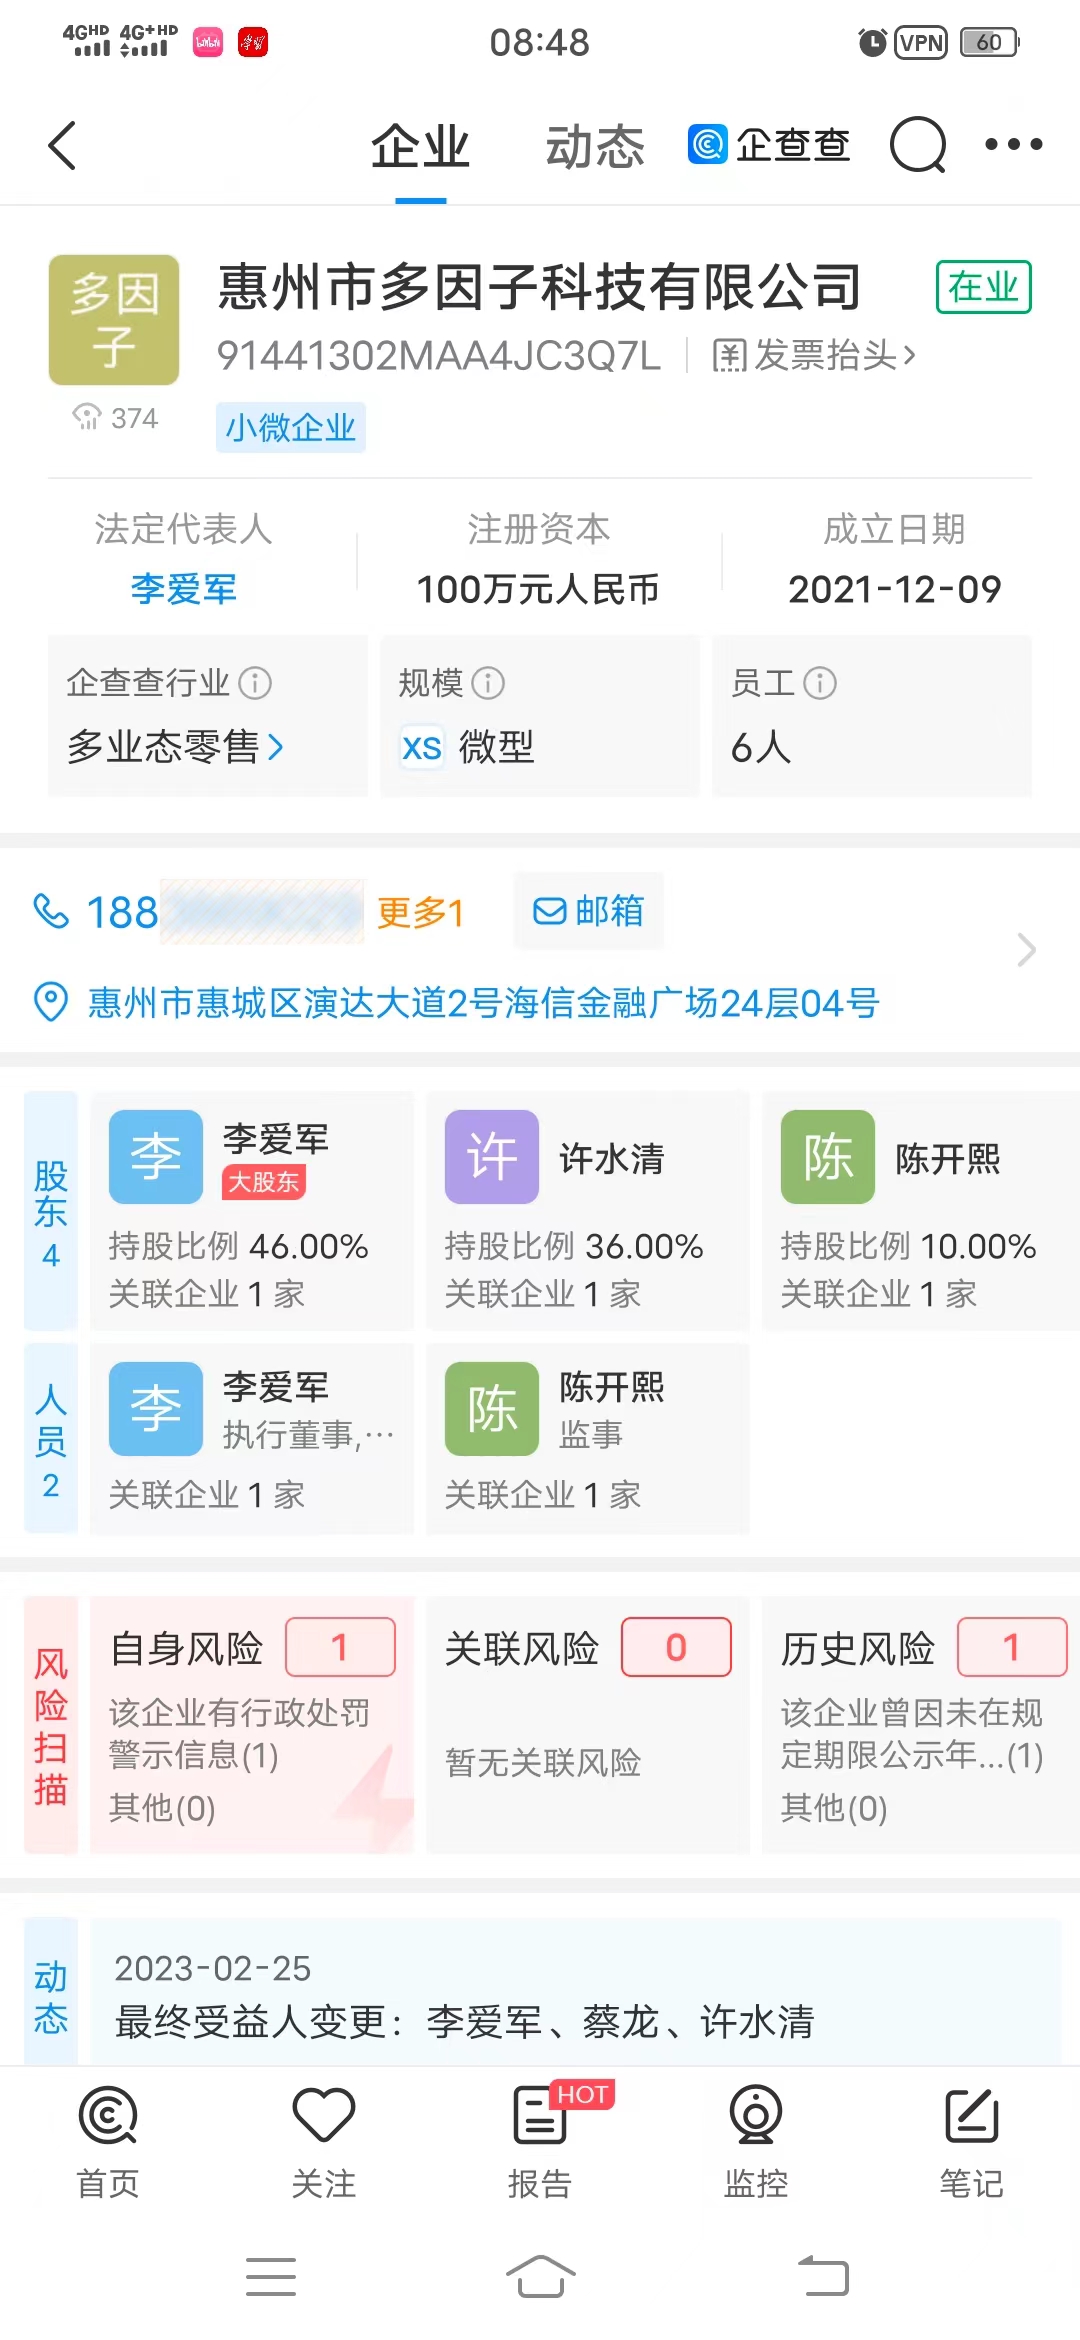 4GHD 4G+HD bilibili 08:48 VPN 60
企业 动态 企查查
多因子
惠州市多因子科技有限公司 在业
91441302MAA4JC3Q7L 发票抬头
374 小微企业
法定代表人 注册资本 成立日期
李爱军 100万元人民币 2021-12-09
企查查行业 规模 员工
多业态零售 XS 微型 6人
188 更多1 邮箱
惠州市惠城区演达大道2号海信金融广场24层04号
股东 4
李 李爱军 大股东 许 许水清 陈 陈开熙
持股比例 46.00% 持股比例 36.00% 持股比例 10.00%
关联企业 1 家 关联企业 1 家 关联企业 1 家
人员 2
李 李爱军 陈 陈开熙
执行董事,… 监事
关联企业 1 家 关联企业 1 家
风险扫描
自身风险 1 关联风险 0 历史风险 1
该企业有行政处罚 该企业曾因未在规
警示信息(1) 暂无关联风险 定期限公示年...(1)
其他(0) 其他(0)
动态
2023-02-25
最终受益人变更：李爱军、蔡龙、许水清
HOT
首页 关注 报告 监控 笔记